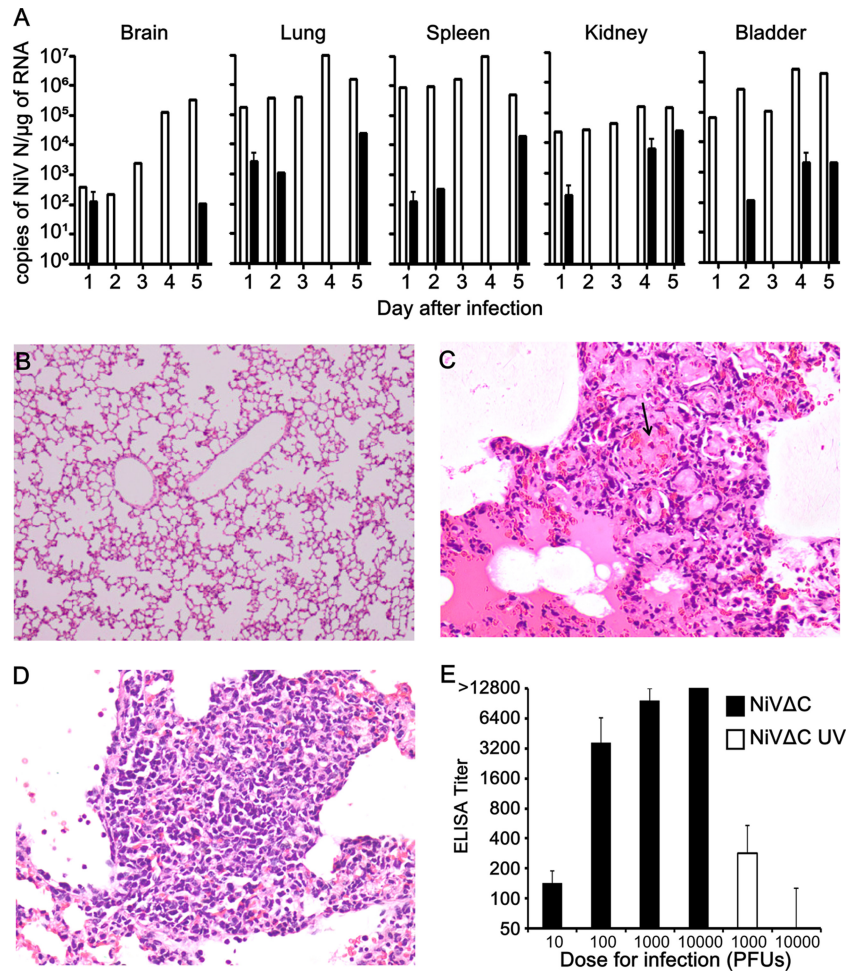 A
Brain Lung Spleen Kidney Bladder
copies of NiV N/µg of RNA
10⁷
10⁶
10⁵
10⁴
10³
10²
10¹
10⁰
1 2 3 4 5 1 2 3 4 5 1 2 3 4 5 1 2 3 4 5 1 2 3 4 5
Day after infection
B
C
D
E
ELISA Titer
>12800
6400
3200
1600
800
400
200
100
50
NiVΔC
NiVΔC UV
10 100 1000 10000 1000 10000
Dose for infection (PFUs)